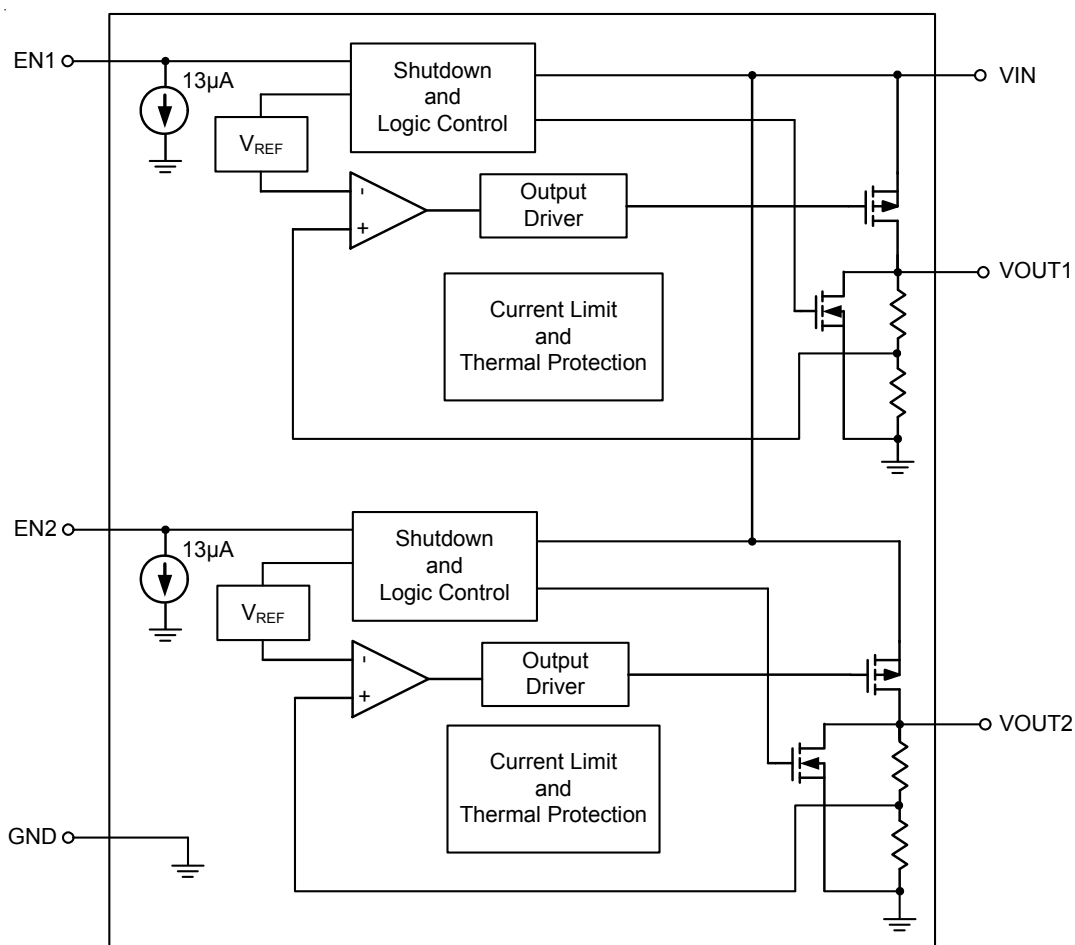 EN1
13µA
Shutdown
and
Logic Control
VIN
VREF
-
+
Output
Driver
VOUT1
Current Limit
and
Thermal Protection
EN2
13µA
Shutdown
and
Logic Control
VREF
-
+
Output
Driver
VOUT2
Current Limit
and
Thermal Protection
GND